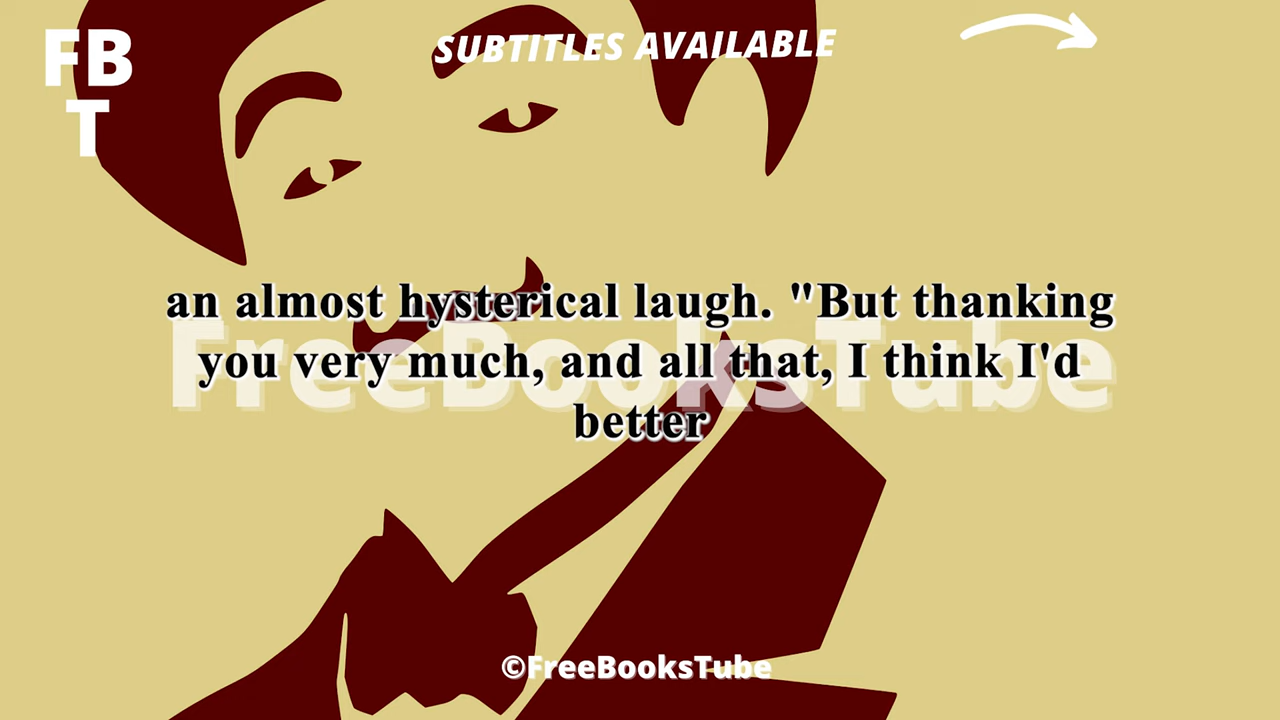 FB
T
SUBTITLES AVAILABLE
an almost hysterical laugh. "But thanking
you very much, and all that, I think I'd
better
FreeBooksTube
©FreeBooksTube